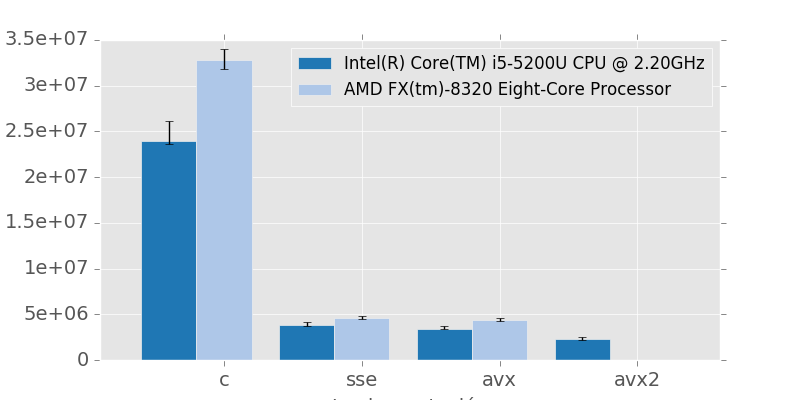 3.5e+07
3e+07
2.5e+07
2e+07
1.5e+07
1e+07
5e+06
0
Intel(R) Core(TM) i5-5200U CPU @ 2.20GHz
AMD FX(tm)-8320 Eight-Core Processor
c sse avx avx2